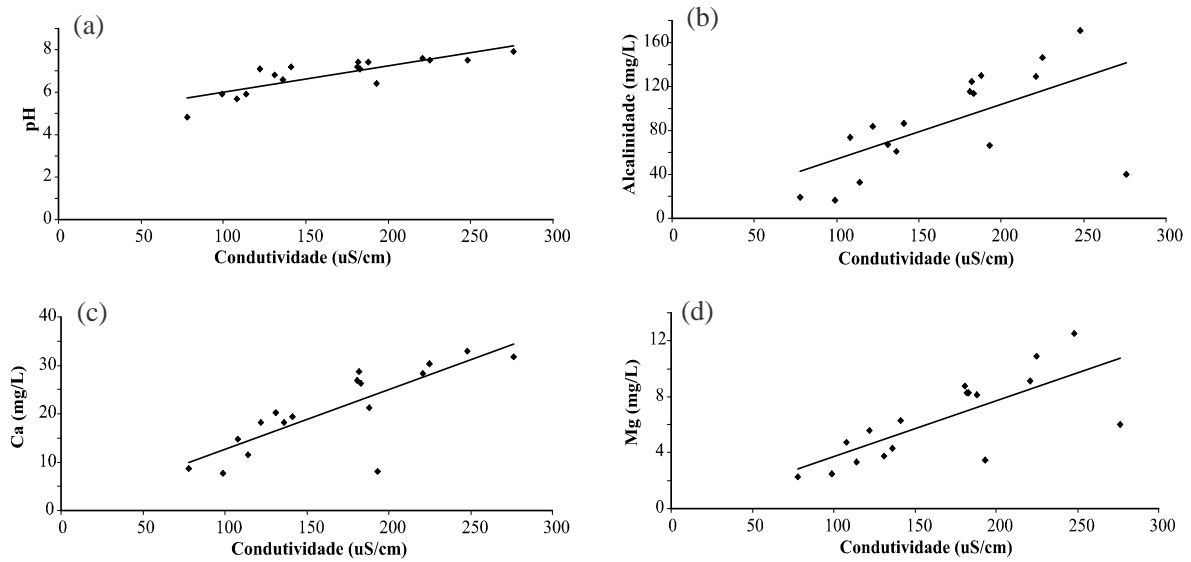 (a)
8
6
4
2
0
pH
0 50 100 150 200 250 300
Condutividade (uS/cm)
(b)
160
120
80
40
0
Alcalinidade (mg/L)
0 50 100 150 200 250 300
Condutividade (uS/cm)
(c)
40
30
20
10
0
Ca (mg/L)
0 50 100 150 200 250 300
Condutividade (uS/cm)
(d)
12
8
4
0
Mg (mg/L)
0 50 100 150 200 250 300
Condutividade (uS/cm)